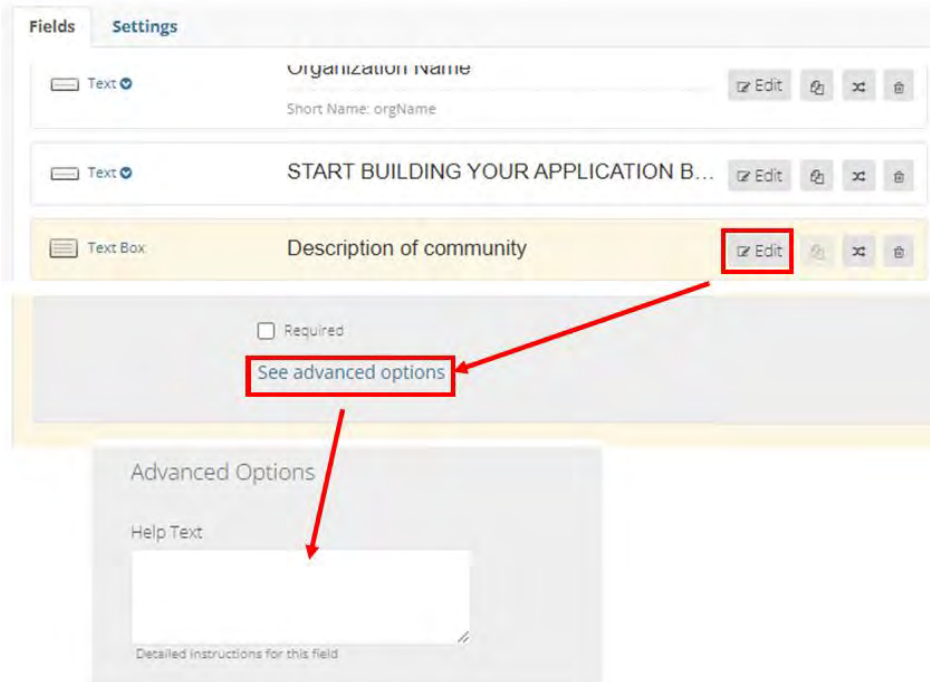 Fields Settings
Text Organization Name Edit
Short Name: orgName
Text START BUILDING YOUR APPLICATION B... Edit
Text Box Description of community Edit
Required
See advanced options
Advanced Options
Help Text
Detailed instructions for this field